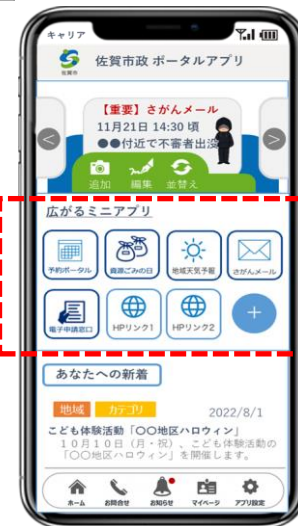 キャリア
佐賀市
佐賀市政 ポータルアプリ
【重要】さがんメール
11月21日 14:30 頃
●●付近で不審者出没
追加 編集 並替え
広がるミニアプリ
予約ポータル 資源ごみの日 地域天気予報 さがんメール
電子申請窓口 HPリンク1 HPリンク2
あなたへの新着
地域 カテゴリ 2022/8/1
こども体験活動「〇〇地区ハロウィン」
１０月１０日（月・祝）、こども体験活動の
「〇〇地区ハロウィン」を開催します。
ホーム お問合せ お知らせ マイページ アプリ設定